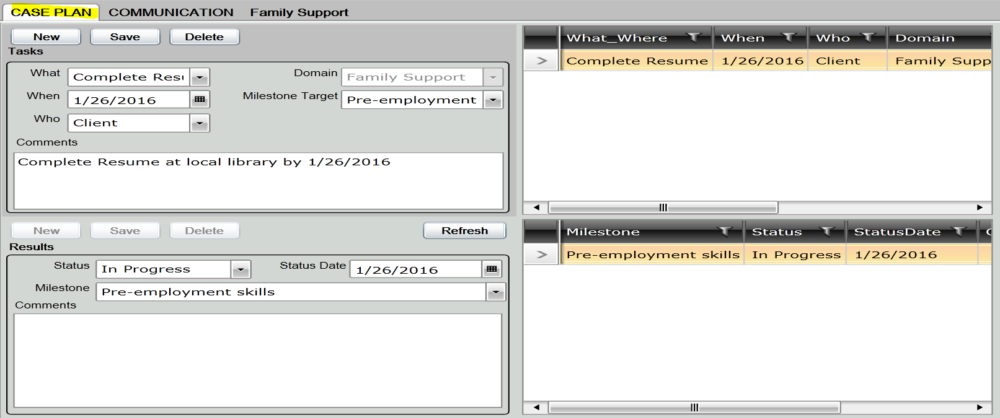 CASE PLAN COMMUNICATION Family Support
New Save Delete
Tasks
What Complete Resu
Domain Family Support
When 1/26/2016
Milestone Target Pre-employment
Who Client
Comments
Complete Resume at local library by 1/26/2016
What_Where When Who Domain
Complete Resume 1/26/2016 Client Family Supp
New Save Delete Refresh
Results
Status In Progress Status Date 1/26/2016
Milestone Pre-employment skills
Comments
Milestone Status StatusDate
Pre-employment skills In Progress 1/26/2016